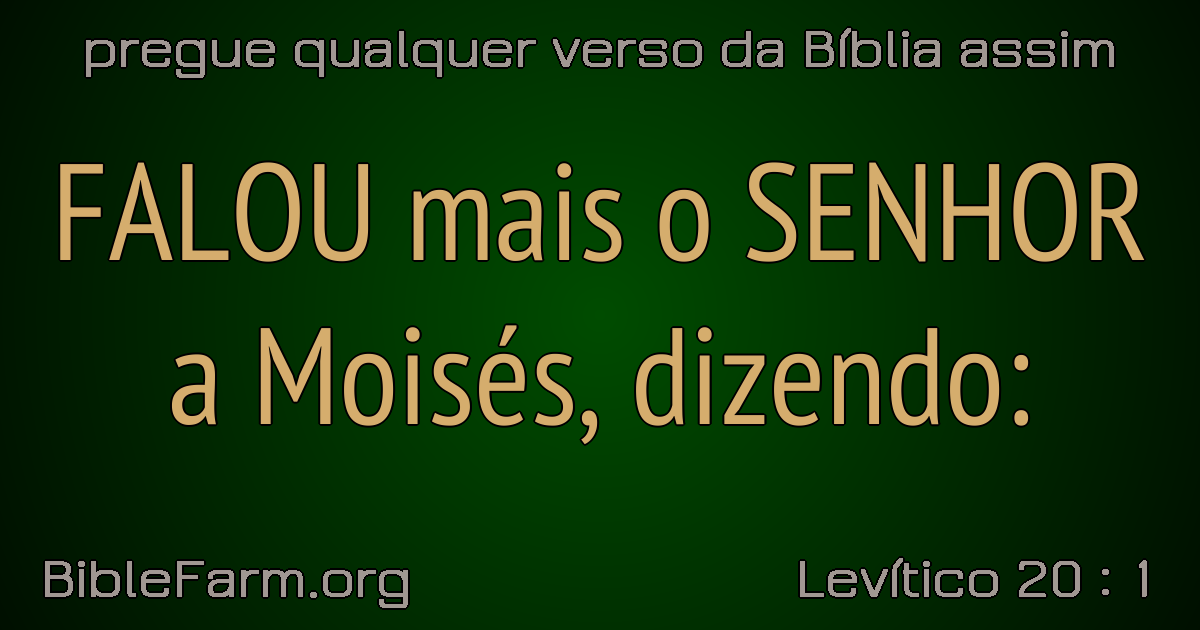 pregue qualquer verso da Bíblia assim
FALOU mais o SENHOR
a Moisés, dizendo:
BibleFarm.org
Levítico 20 : 1